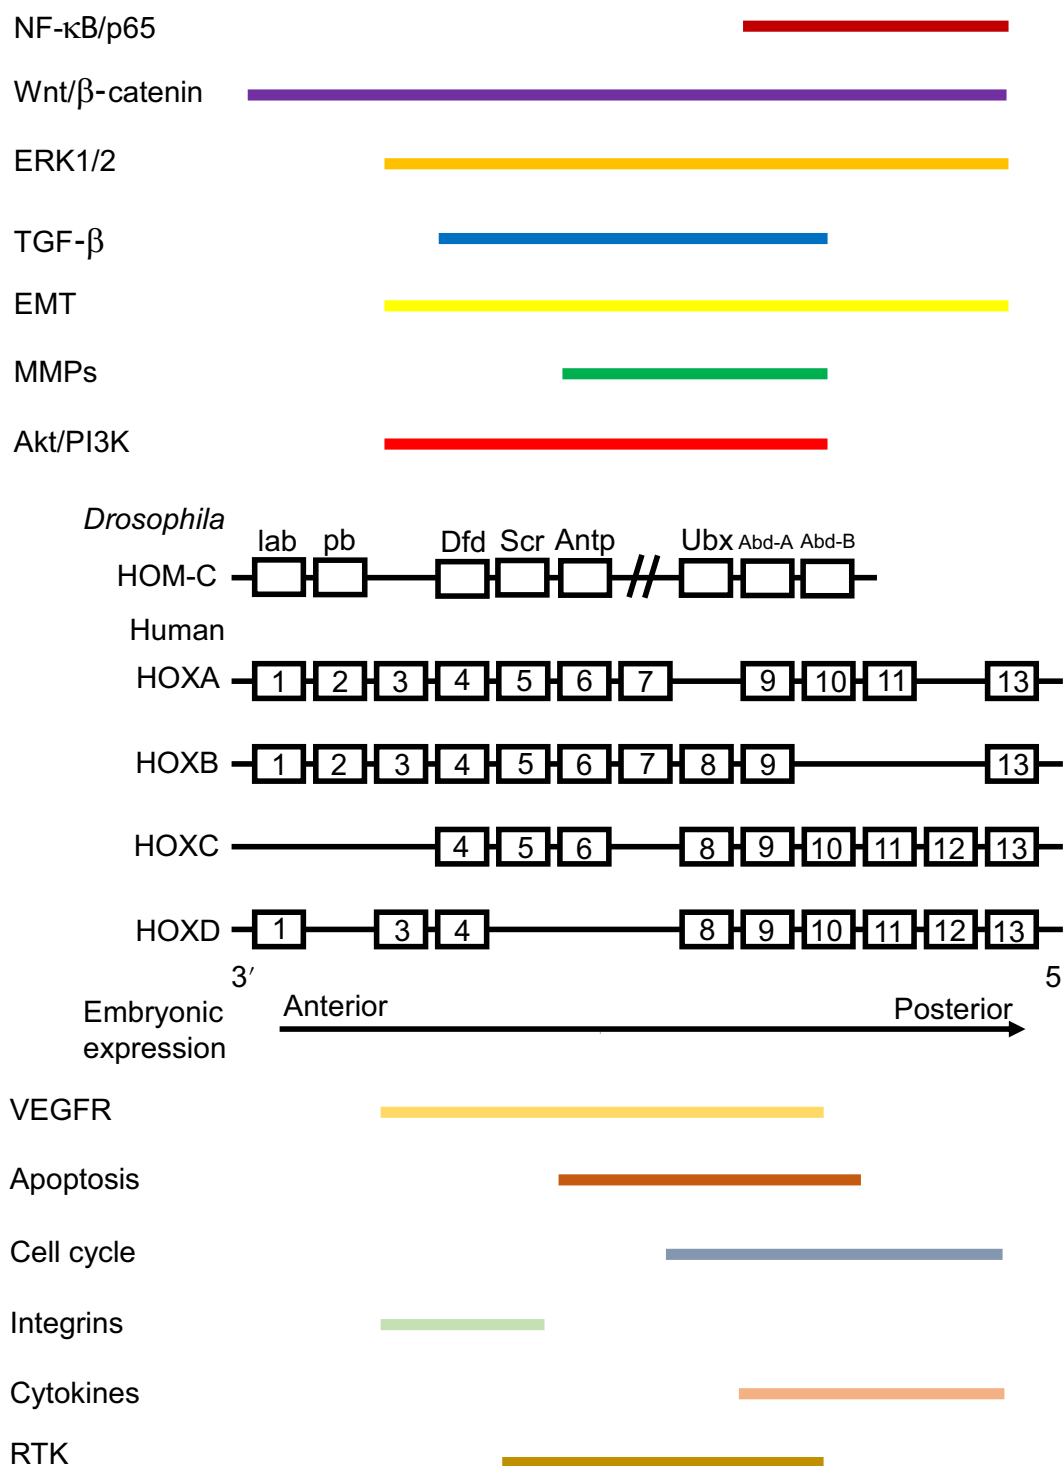 NF-κB/p65
Wnt/β-catenin
ERK1/2
TGF-β
EMT
MMPs
Akt/PI3K
Drosophila
lab pb Dfd Scr Antp Ubx Abd-A Abd-B
HOM-C
Human
HOXA 1 2 3 4 5 6 7 9 10 11 13
HOXB 1 2 3 4 5 6 7 8 9 13
HOXC 4 5 6 8 9 10 11 12 13
HOXD 1 3 4 8 9 10 11 12 13
3′ 5
Embryonic expression Anterior Posterior
VEGFR
Apoptosis
Cell cycle
Integrins
Cytokines
RTK